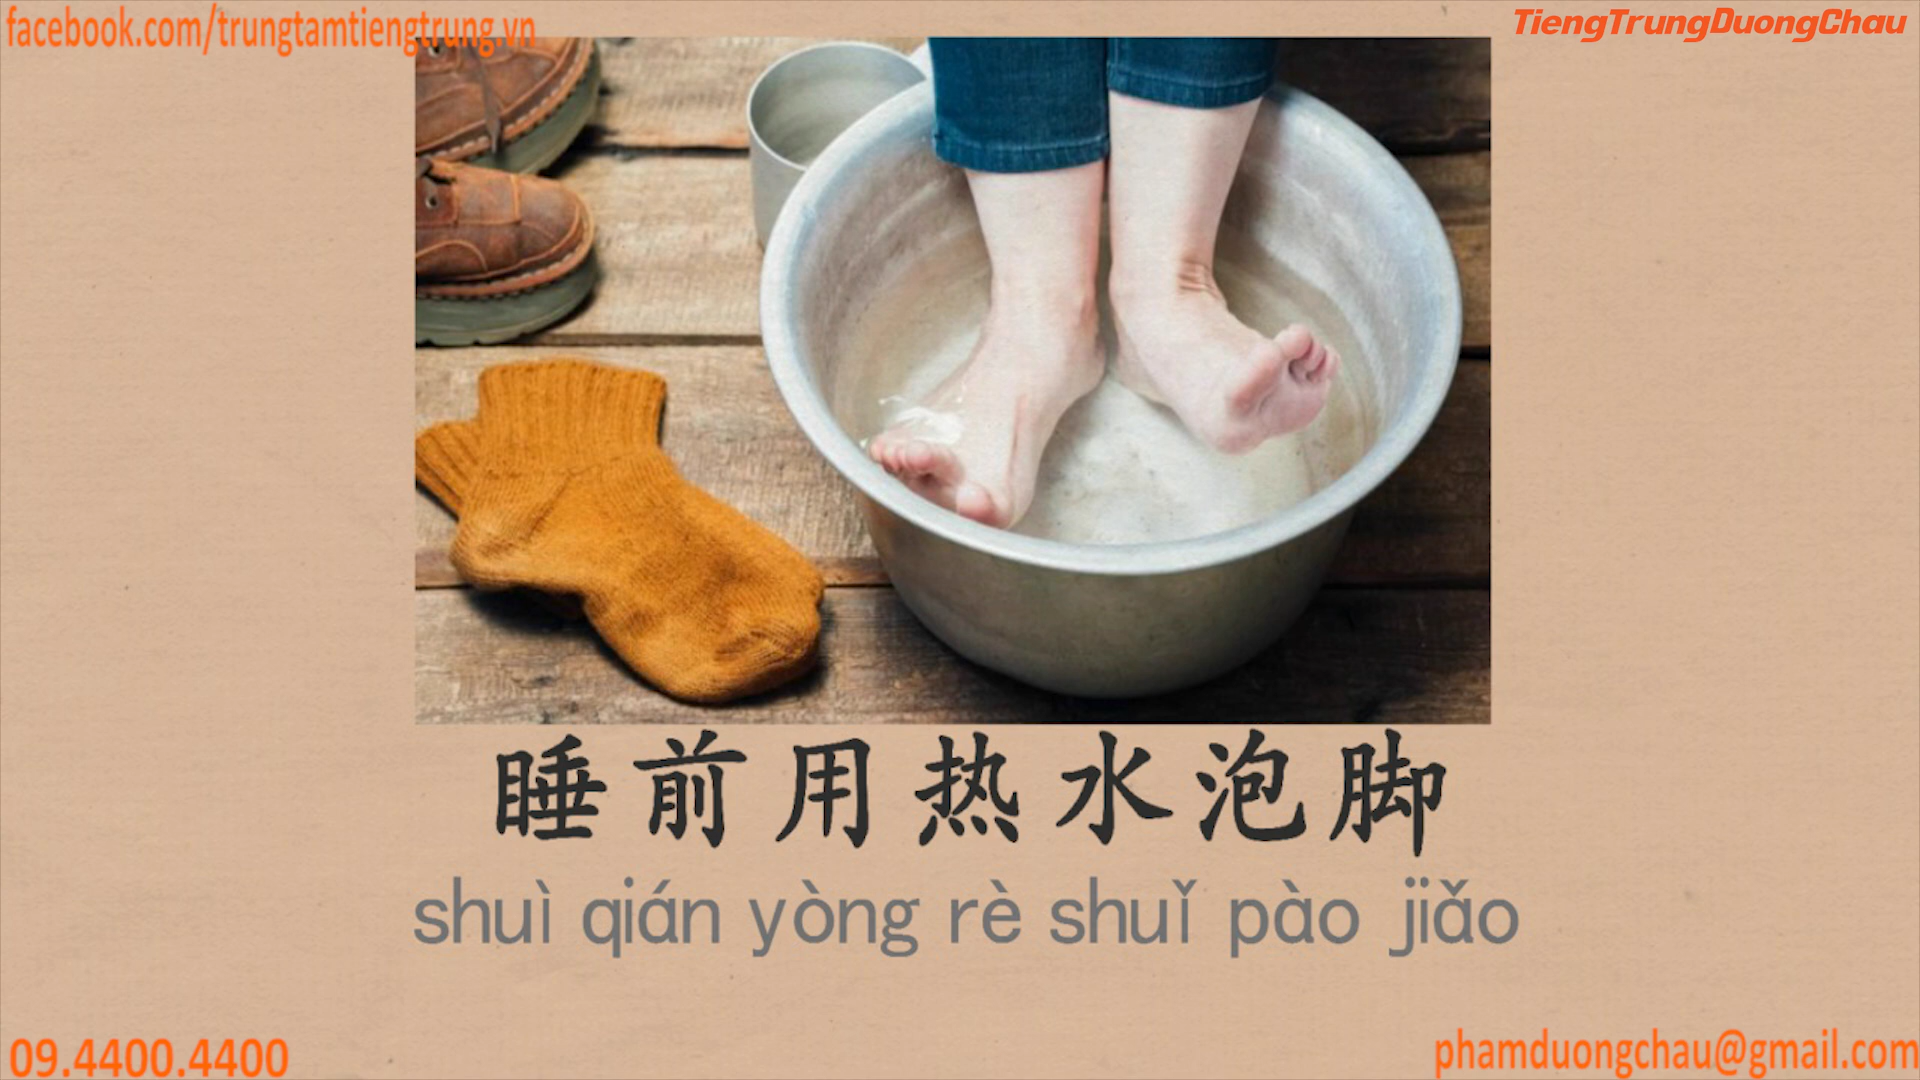 facebook.com/trungtamtiengtrung.vn
TiengTrungDuongChau
睡前用热水泡脚
shuì qián yòng rè shuǐ pào jiǎo
09.4400.4400
phamduongchau@gmail.com